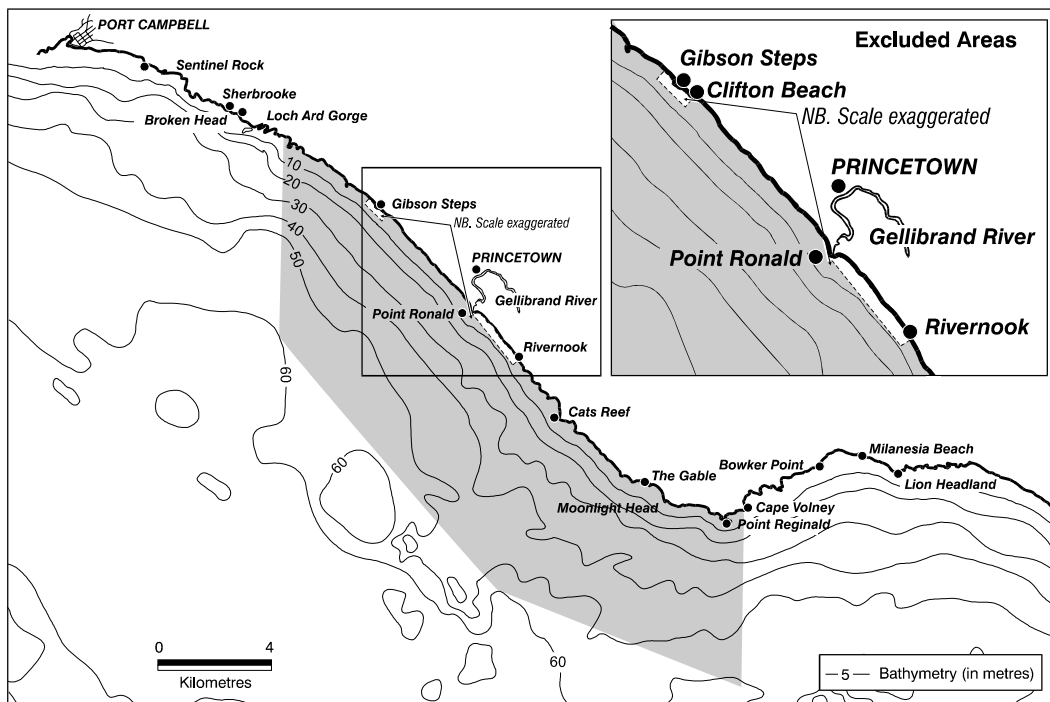 PORT CAMPBELL
Sentinel Rock
Sherbrooke
Broken Head
Loch Ard Gorge
10
20
30
40
50
60
Gibson Steps
NB. Scale exaggerated
PRINCETOWN
Gellibrand River
Point Ronald
Rivernook
Cats Reef
60
The Gable
Moonlight Head
Bowker Point
Milanesia Beach
Lion Headland
Cape Volney
Point Reginald
60
0 4
Kilometres
5 Bathymetry (in metres)
Excluded Areas
Gibson Steps
Clifton Beach
NB. Scale exaggerated
PRINCETOWN
Gellibrand River
Point Ronald
Rivernook